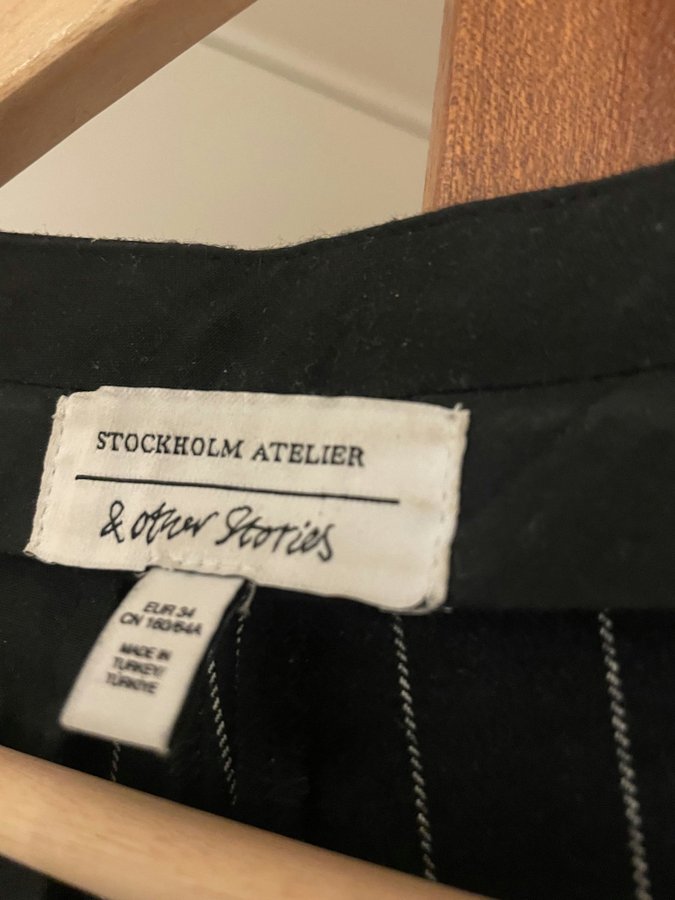 STOCKHOLM ATELIER
& other Stories
EUR 34
CN 160/64A
MADE IN
TURKEY/
TÜRKIYE